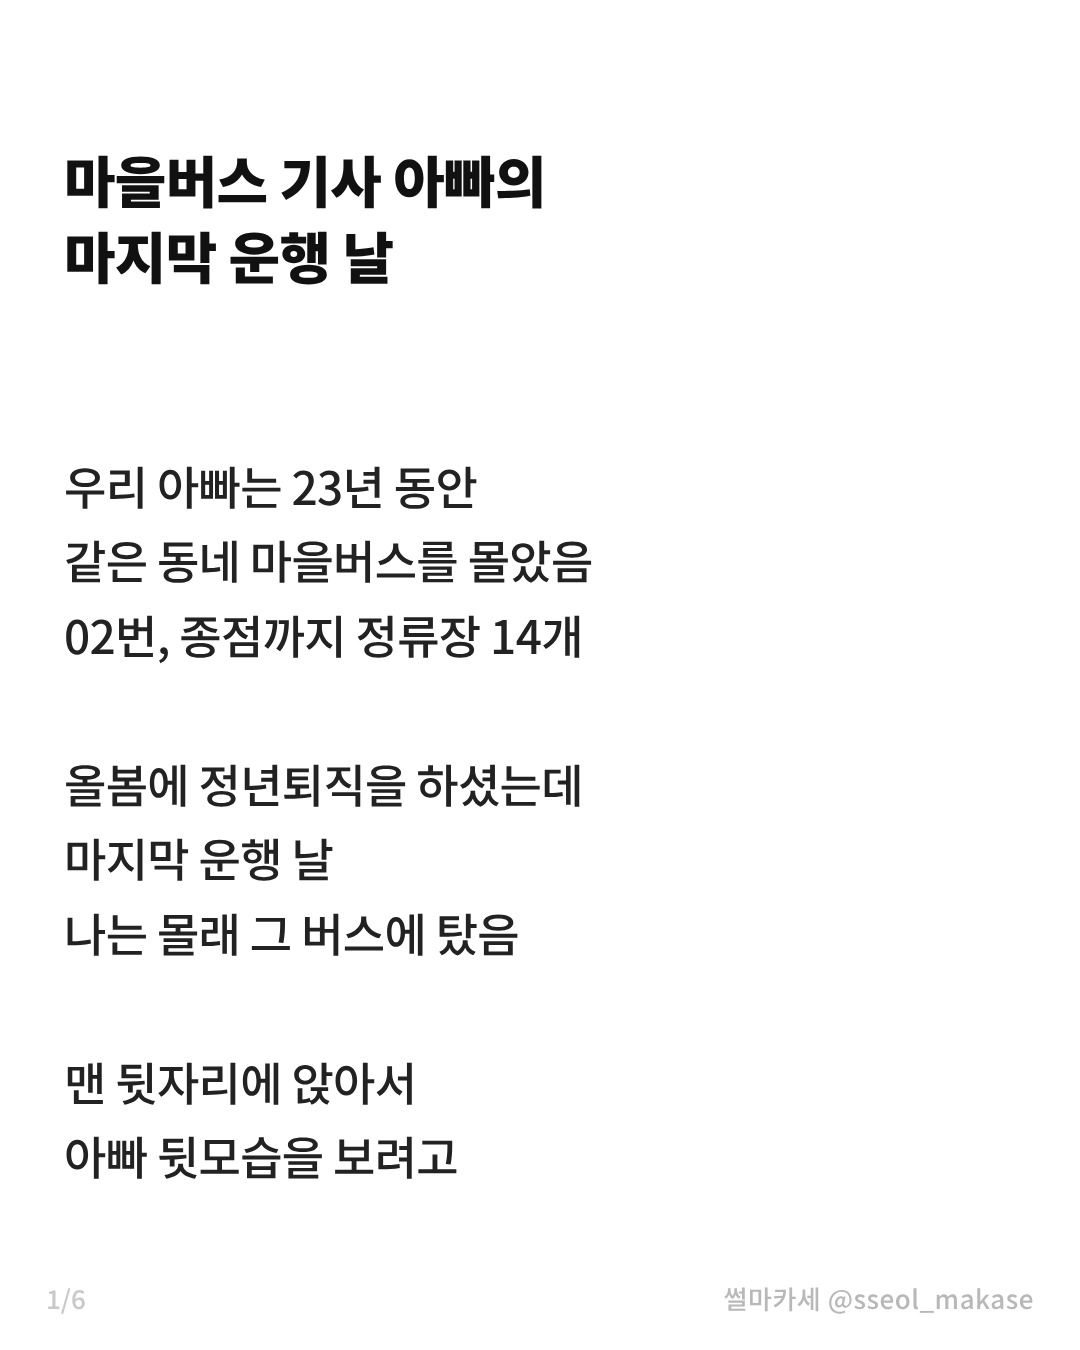 마을버스 기사 아빠의
마지막 운행 날
우리 아빠는 23년 동안
같은 동네 마을버스를 몰았음
02번, 종점까지 정류장 14개
올봄에 정년퇴직을 하셨는데
마지막 운행 날
나는 몰래 그 버스에 탔음
맨 뒷자리에 앉아서
아빠 뒷모습을 보려고
1/6
썰마카세 @sseol_makase